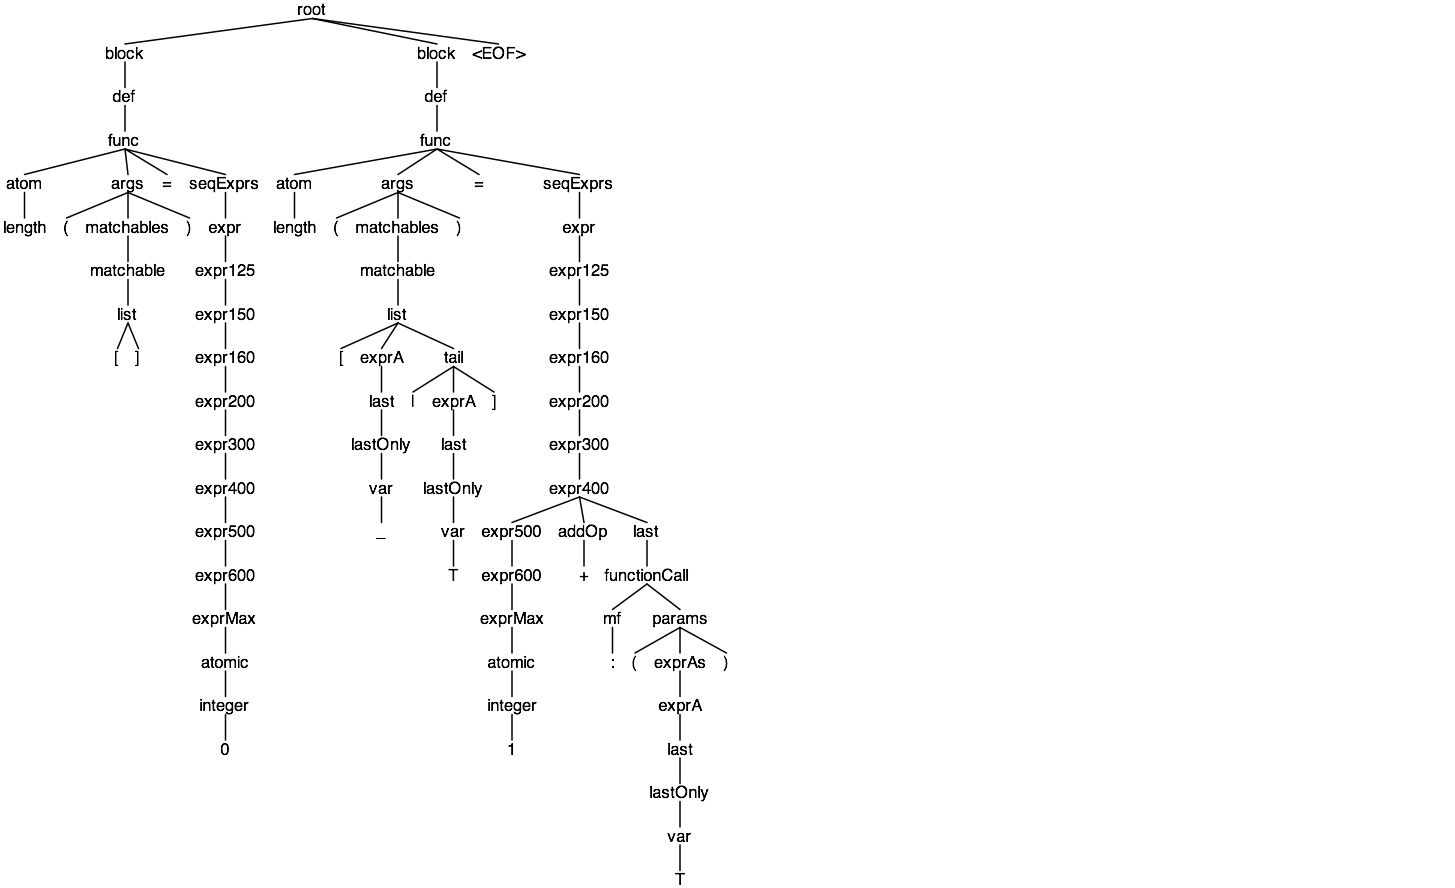 root
block block <EOF>
def def
func func
atom args = seqExprs atom args = seqExprs
length ( matchables ) expr length ( matchables ) expr
matchable expr125 matchable expr125
list expr150 list expr150
[ ] expr160 [ exprA tail expr160
expr200 last | exprA ] expr200
expr300 lastOnly last expr300
expr400 var lastOnly expr400
expr500 _ var expr500 addOp last
expr600 T expr600 + functionCall
exprMax exprMax mf params
atomic atomic : ( exprAs )
integer integer exprA
0 1 last
lastOnly
var
T